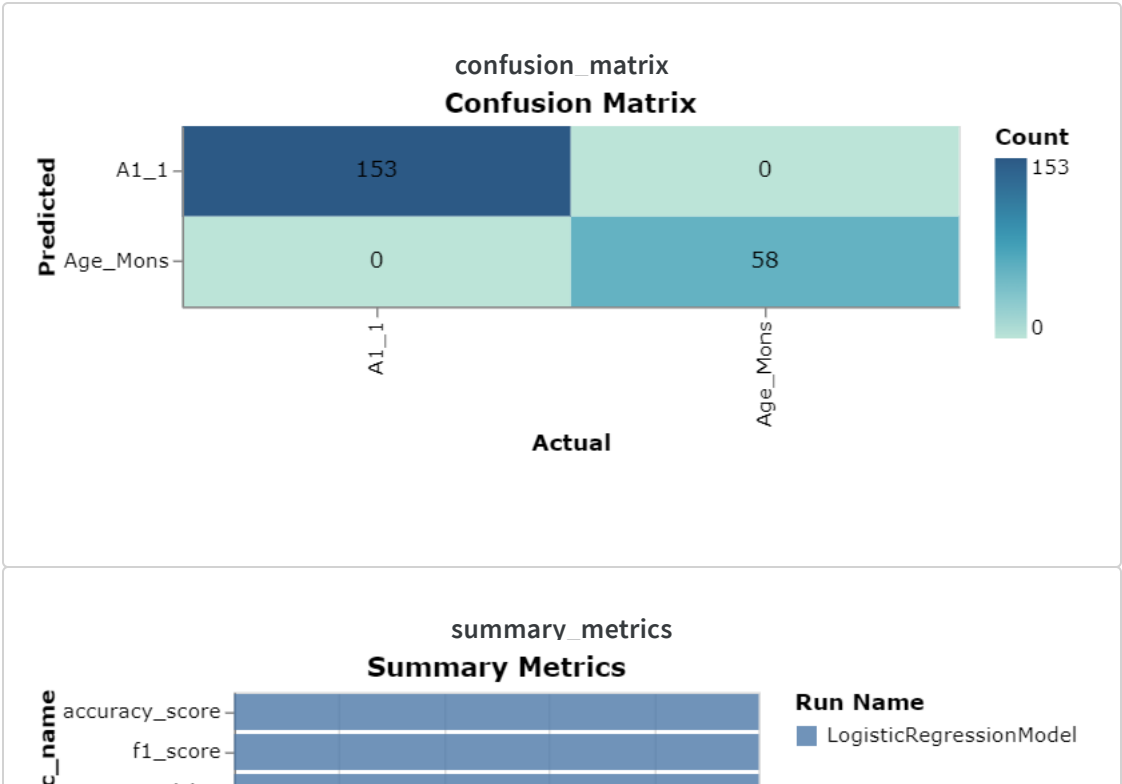 confusion_matrix
Confusion Matrix
Predicted
A1_1
153
0
Age_Mons
0
58
A1_1
Age_Mons
Actual
Count
153
0
summary_metrics
Summary Metrics
accuracy_score
f1_score
Run Name
LogisticRegressionModel